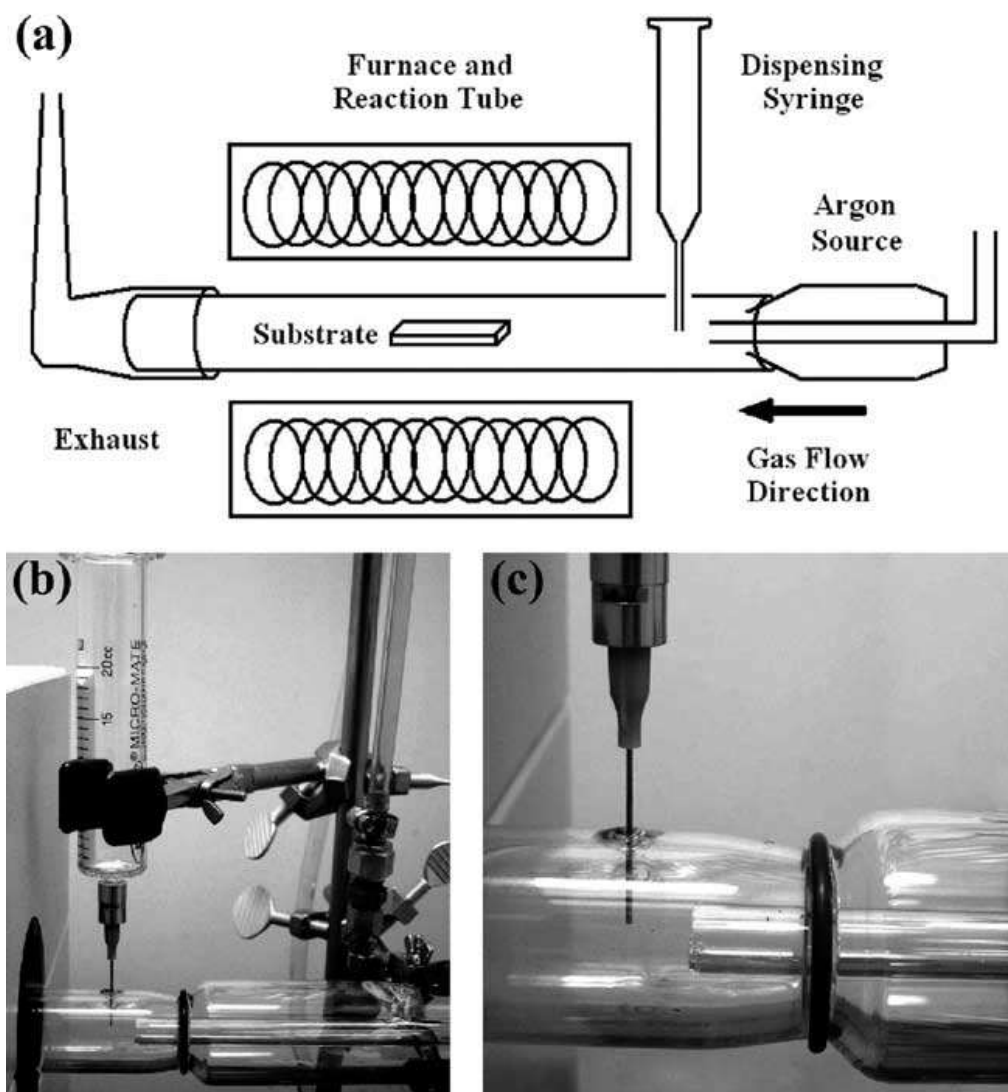 (a)
Furnace and
Reaction Tube
Dispensing
Syringe
Argon
Source
Substrate
Exhaust
Gas Flow
Direction
(b)
20cc
15
MICRO-MATE
(c)